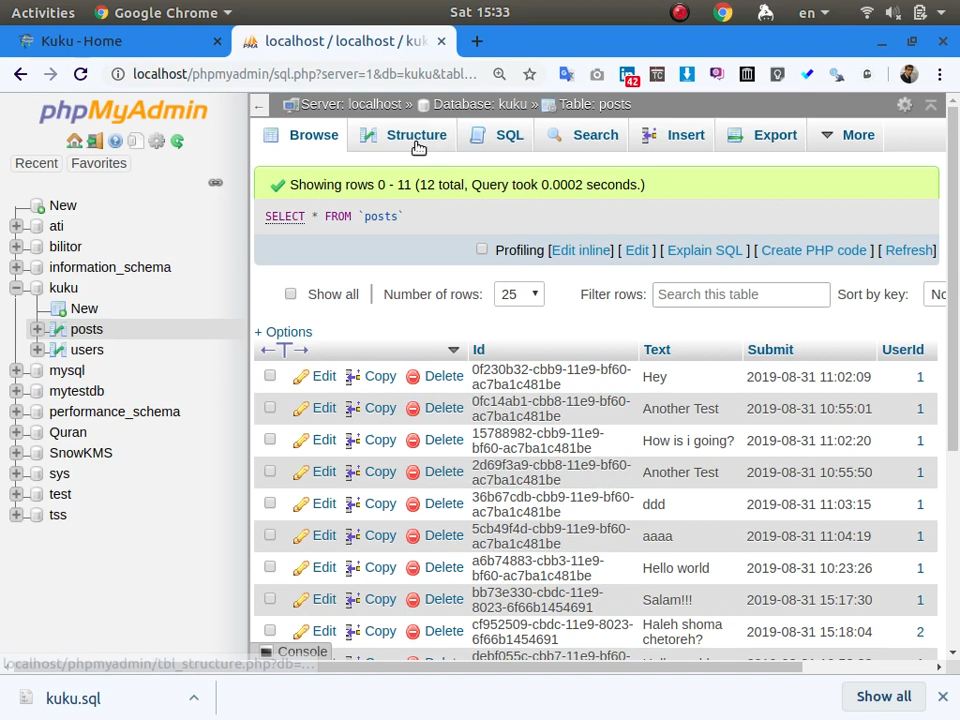 Activities Google Chrome Sat 15:33 en
Kuku - Home localhost / localhost / kuk
localhost/phpmyadmin/sql.php?server=1&db=kuku&tabl... 42
phpMyAdmin
Recent Favorites
New
ati
bilitor
information_schema
kuku
New
posts
users
mysql
mytestdb
performance_schema
Quran
SnowKMS
sys
test
tss
localhost/phpmyadmin/tbl_structure.php?db=...
Server: localhost » Database: kuku » Table: posts
Browse Structure SQL Search Insert Export More
Showing rows 0 - 11 (12 total, Query took 0.0002 seconds.)
SELECT * FROM `posts`
Profiling [Edit inline] [ Edit ] [ Explain SQL ] [ Create PHP code ] [ Refresh]
Show all Number of rows: 25 Filter rows: Search this table Sort by key: No
+ Options
Id Text Submit UserId
Edit Copy Delete 0f230b32-cbb9-11e9-bf60-ac7ba1c481be Hey 2019-08-31 11:02:09 1
Edit Copy Delete 0fc14ab1-cbb8-11e9-bf60-ac7ba1c481be Another Test 2019-08-31 10:55:01 1
Edit Copy Delete 15788982-cbb9-11e9-bf60-ac7ba1c481be How is i going? 2019-08-31 11:02:20 1
Edit Copy Delete 2d69f3a9-cbb8-11e9-bf60-ac7ba1c481be Another Test 2019-08-31 10:55:50 1
Edit Copy Delete 36b67cdb-cbb9-11e9-bf60-ac7ba1c481be ddd 2019-08-31 11:03:15 1
Edit Copy Delete 5cb49f4d-cbb9-11e9-bf60-ac7ba1c481be aaaa 2019-08-31 11:04:19 1
Edit Copy Delete a6b74883-cbb3-11e9-bf60-ac7ba1c481be Hello world 2019-08-31 10:23:26 1
Edit Copy Delete bb73e330-cbdc-11e9-8023-6f66b1454691 Salam!!! 2019-08-31 15:17:30 1
Edit Copy Delete cf952509-cbdc-11e9-8023-6f66b1454691 Haleh shoma chetoreh? 2019-08-31 15:18:04 2
debf055c-cbb7-11e9-bf60-
Console
kuku.sql Show all